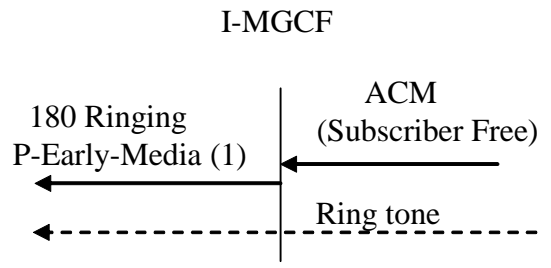 I-MGCF
ACM
180 Ringing
(Subscriber Free)
P-Early-Media (1)
Ring tone